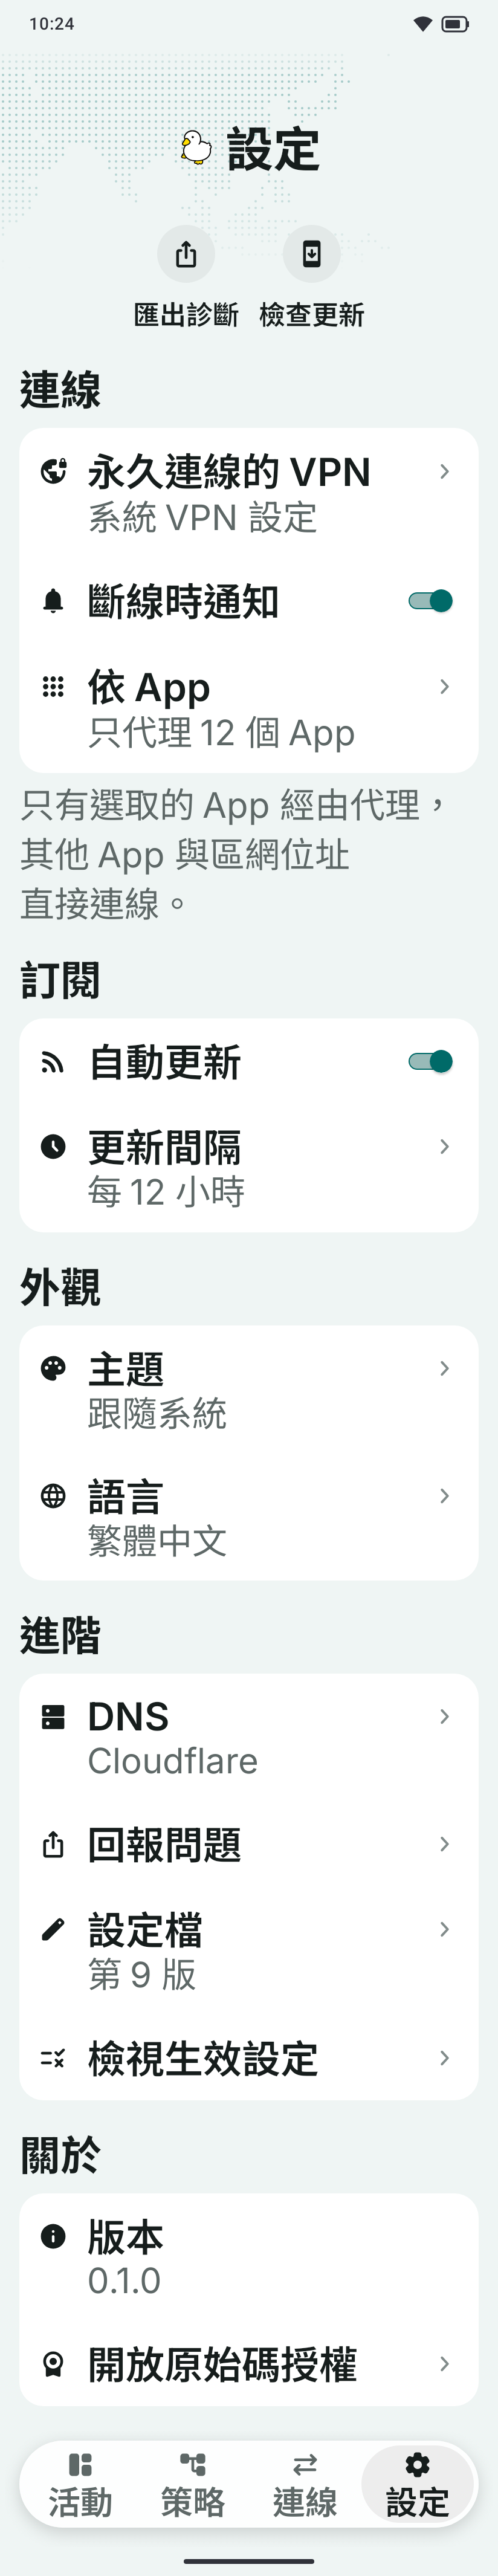 10:24
設定
匯出診斷 檢查更新
連線
永久連線的 VPN
系統 VPN 設定
斷線時通知
依 App
只代理 12 個 App
只有選取的 App 經由代理，
其他 App 與區網位址
直接連線。
訂閱
自動更新
更新間隔
每 12 小時
外觀
主題
跟隨系統
語言
繁體中文
進階
DNS
Cloudflare
回報問題
設定檔
第 9 版
檢視生效設定
關於
版本
0.1.0
開放原始碼授權
活動 策略 連線 設定